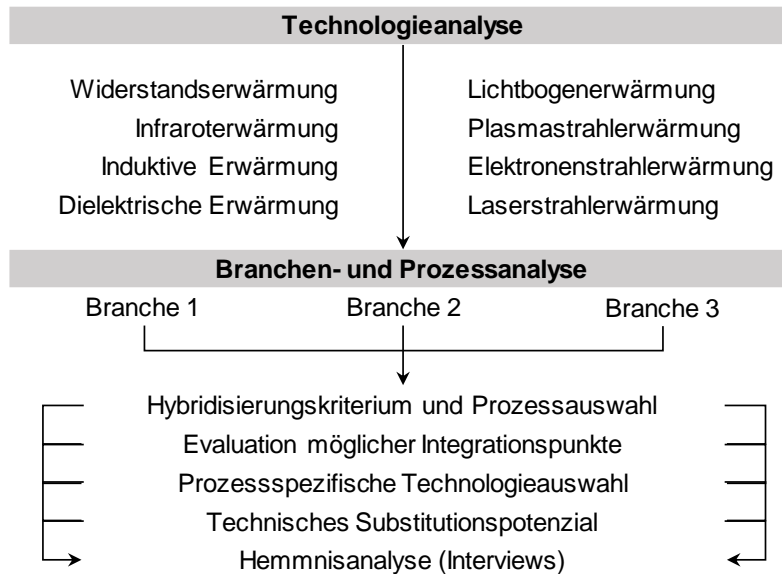 Technologieanalyse
Widerstandserwärmung
Infraroterwärmung
Induktive Erwärmung
Dielektrische Erwärmung
Lichtbogenerwärmung
Plasmastrahlerwärmung
Elektronenstrahlerwärmung
Laserstrahlerwärmung
Branchen- und Prozessanalyse
Branche 1 Branche 2 Branche 3
Hybridisierungskriterium und Prozessauswahl
Evaluation möglicher Integrationspunkte
Prozessspezifische Technologieauswahl
Technisches Substitutionspotenzial
Hemmnisanalyse (Interviews)